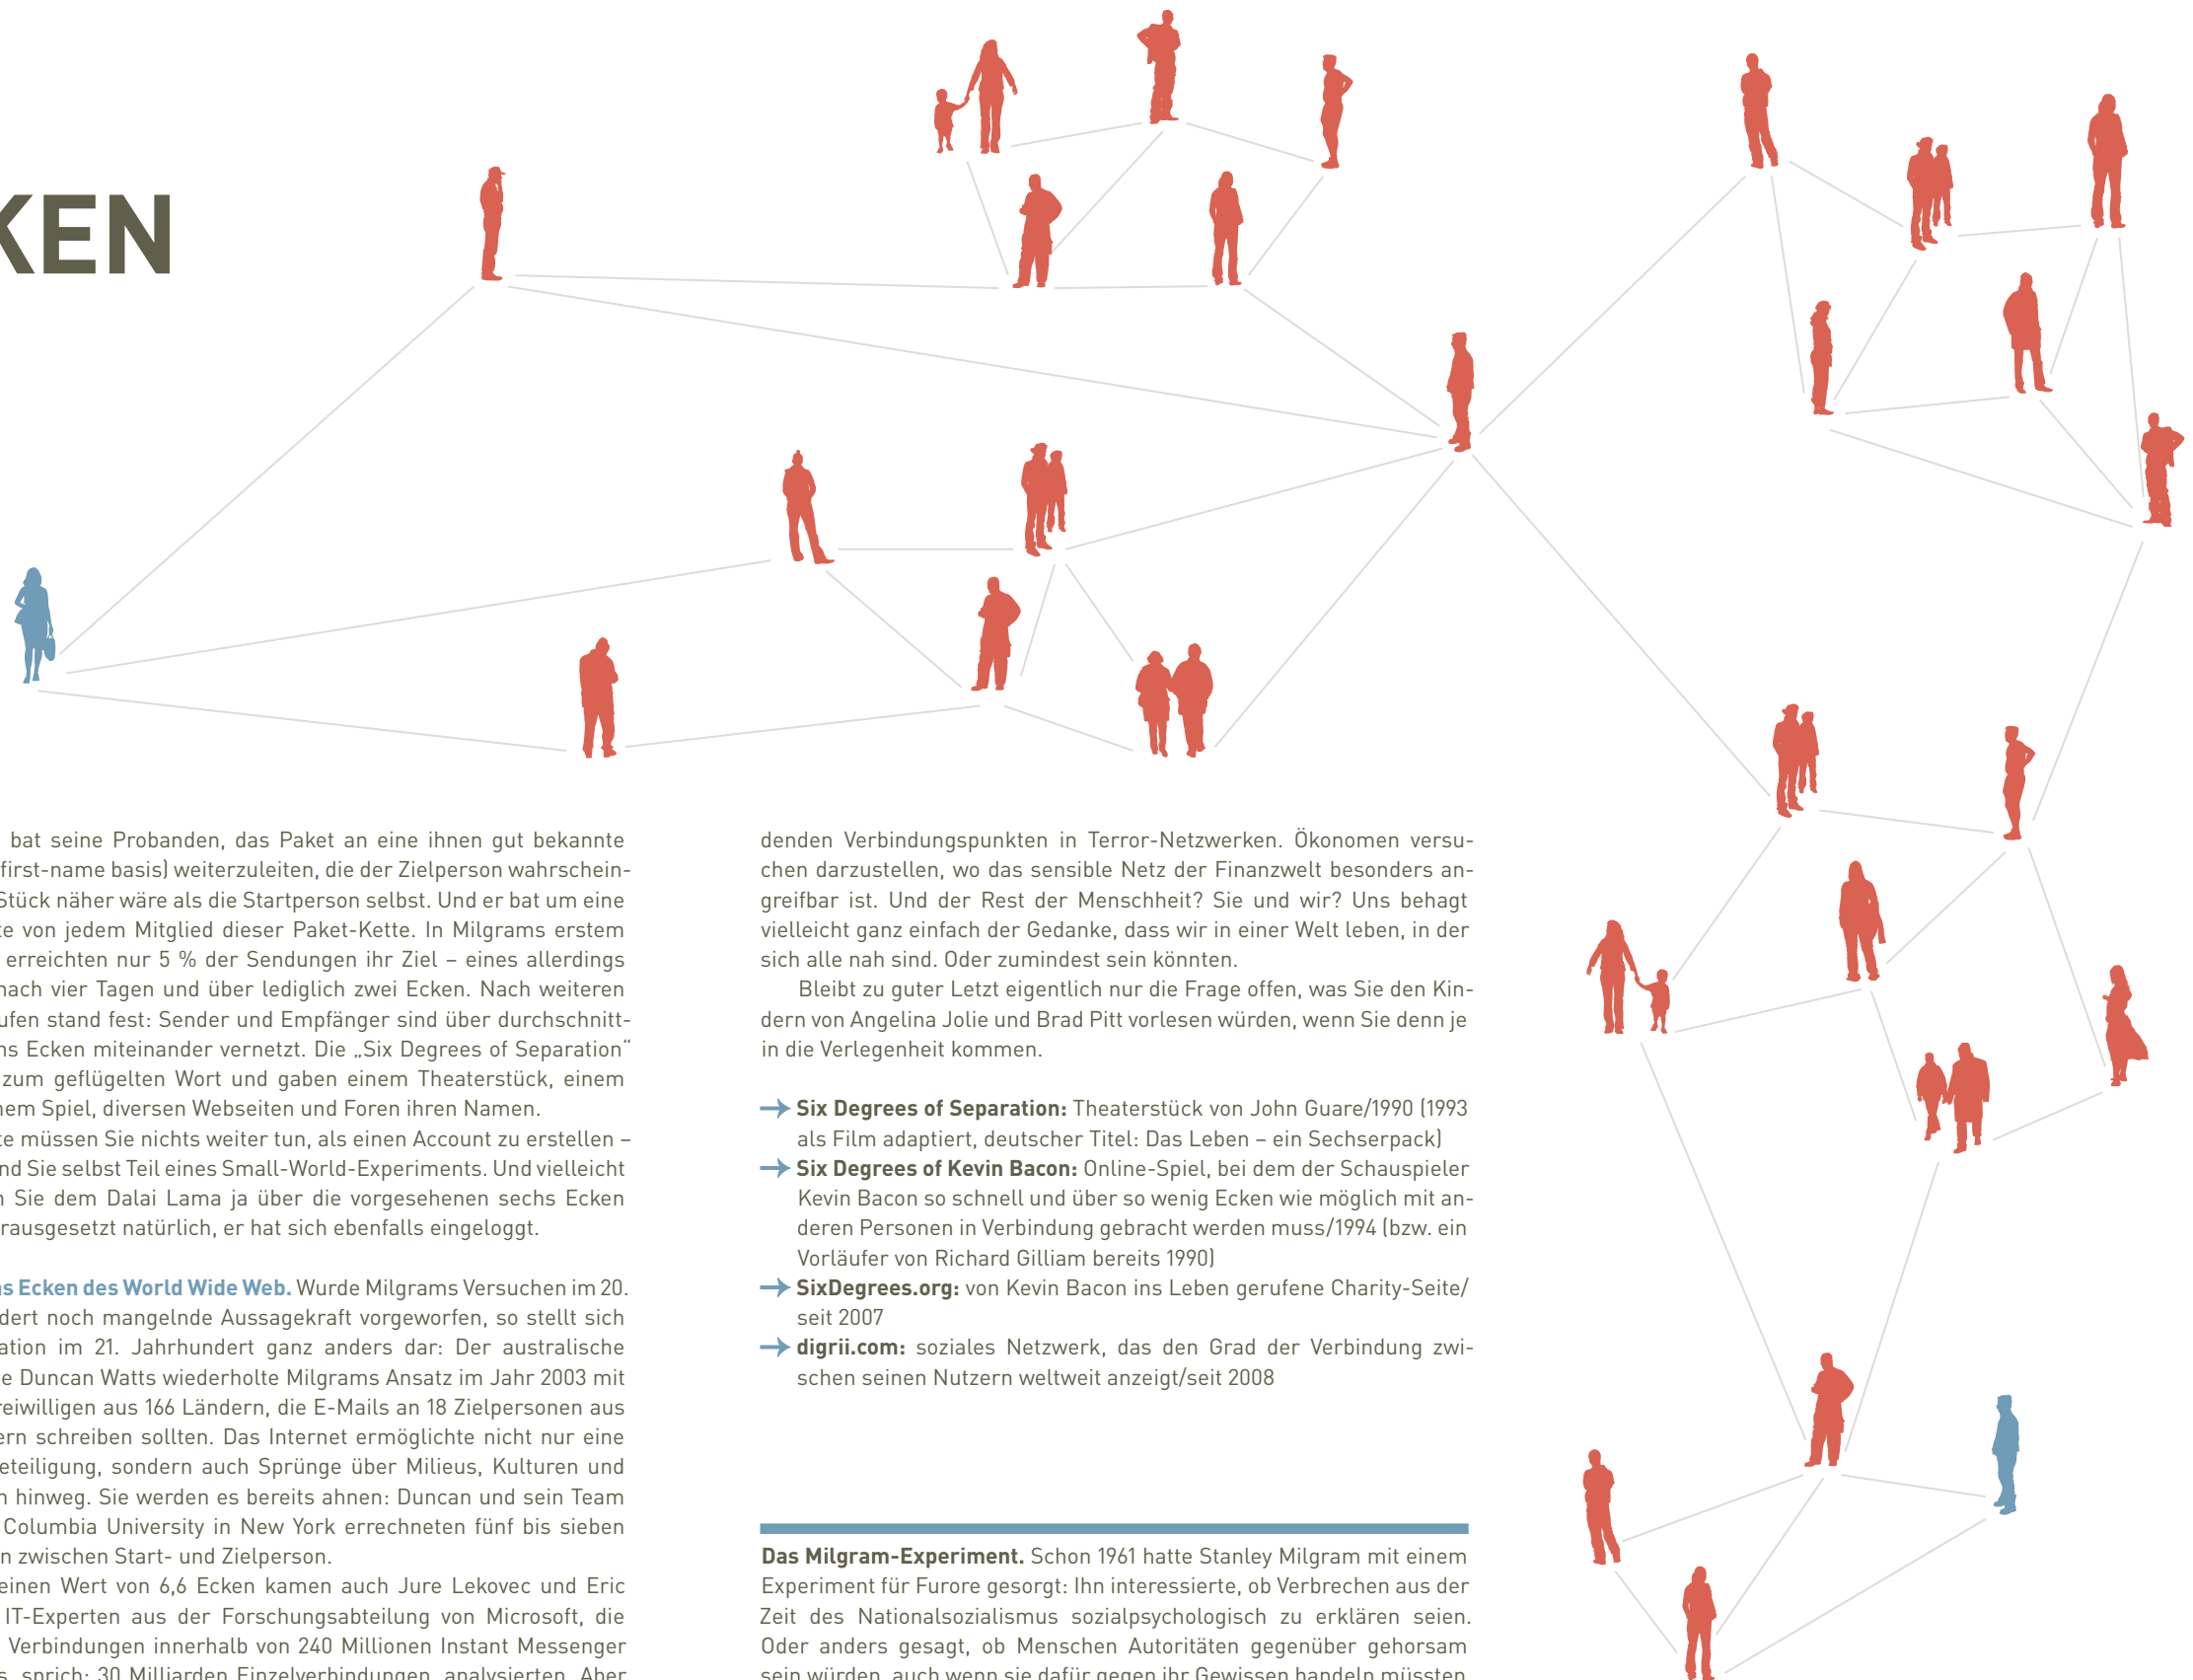 KEN
bat seine Probanden, das Paket an eine ihnen gut bekannte
first-name basis) weiterzuleiten, die der Zielperson wahrschein-
Stück näher wäre als die Startperson selbst. Und er bat um eine
te von jedem Mitglied dieser Paket-Kette. In Milgrams erstem
erreichten nur 5 % der Sendungen ihr Ziel – eines allerdings
nach vier Tagen und über lediglich zwei Ecken. Nach weiteren
ufen stand fest: Sender und Empfänger sind über durchschnitt-
hs Ecken miteinander vernetzt. Die „Six Degrees of Separation“
zum geflügelten Wort und gaben einem Theaterstück, einem
nem Spiel, diversen Webseiten und Foren ihren Namen.
te müssen Sie nichts weiter tun, als einen Account zu erstellen –
nd Sie selbst Teil eines Small-World-Experiments. Und vielleicht
n Sie dem Dalai Lama ja über die vorgesehenen sechs Ecken
rausgesetzt natürlich, er hat sich ebenfalls eingeloggt.
hs Ecken des World Wide Web. Wurde Milgrams Versuchen im 20.
dert noch mangelnde Aussagekraft vorgeworfen, so stellt sich
ation im 21. Jahrhundert ganz anders dar: Der australische
e Duncan Watts wiederholte Milgrams Ansatz im Jahr 2003 mit
reiwilligen aus 166 Ländern, die E-Mails an 18 Zielpersonen aus
ern schreiben sollten. Das Internet ermöglichte nicht nur eine
eteiligung, sondern auch Sprünge über Milieus, Kulturen und
n hinweg. Sie werden es bereits ahnen: Duncan und sein Team
Columbia University in New York errechneten fünf bis sieben
n zwischen Start- und Zielperson.
einen Wert von 6,6 Ecken kamen auch Jure Lekovec und Eric
IT-Experten aus der Forschungsabteilung von Microsoft, die
Verbindungen innerhalb von 240 Millionen Instant Messenger
s, sprich: 30 Milliarden Einzelverbindungen, analysierten. Aber
denden Verbindungspunkten in Terror-Netzwerken. Ökonomen versu-
chen darzustellen, wo das sensible Netz der Finanzwelt besonders an-
greifbar ist. Und der Rest der Menschheit? Sie und wir? Uns behagt
vielleicht ganz einfach der Gedanke, dass wir in einer Welt leben, in der
sich alle nah sind. Oder zumindest sein könnten.
Bleibt zu guter Letzt eigentlich nur die Frage offen, was Sie den Kin-
dern von Angelina Jolie und Brad Pitt vorlesen würden, wenn Sie denn je
in die Verlegenheit kommen.
→ Six Degrees of Separation: Theaterstück von John Guare/1990 (1993
als Film adaptiert, deutscher Titel: Das Leben – ein Sechserpack)
→ Six Degrees of Kevin Bacon: Online-Spiel, bei dem der Schauspieler
Kevin Bacon so schnell und über so wenig Ecken wie möglich mit an-
deren Personen in Verbindung gebracht werden muss/1994 (bzw. ein
Vorläufer von Richard Gilliam bereits 1990)
→ SixDegrees.org: von Kevin Bacon ins Leben gerufene Charity-Seite/
seit 2007
→ digrii.com: soziales Netzwerk, das den Grad der Verbindung zwi-
schen seinen Nutzern weltweit anzeigt/seit 2008
Das Milgram-Experiment. Schon 1961 hatte Stanley Milgram mit einem
Experiment für Furore gesorgt: Ihn interessierte, ob Verbrechen aus der
Zeit des Nationalsozialismus sozialpsychologisch zu erklären seien.
Oder anders gesagt, ob Menschen Autoritäten gegenüber gehorsam
sein würden, auch wenn sie dafür gegen ihr Gewissen handeln müssten.